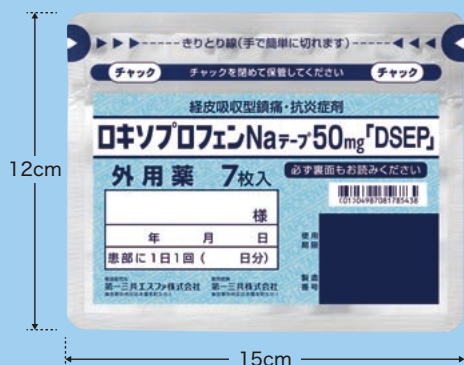 きりとり線(手で簡単に切れます)
チャック チャックを閉めて保管してください チャック
経皮吸収型鎮痛・抗炎症剤
ロキソプロフェンNaテープ50mg「DSEP」
外用薬 7枚入 必ず裏面もお読みください
(01)04987081785438
様
年 月 日
患部に1日1回( 日分)
使用期限
第一三共エスファ株式会社 第一三共株式会社
製造番号
12cm
15cm